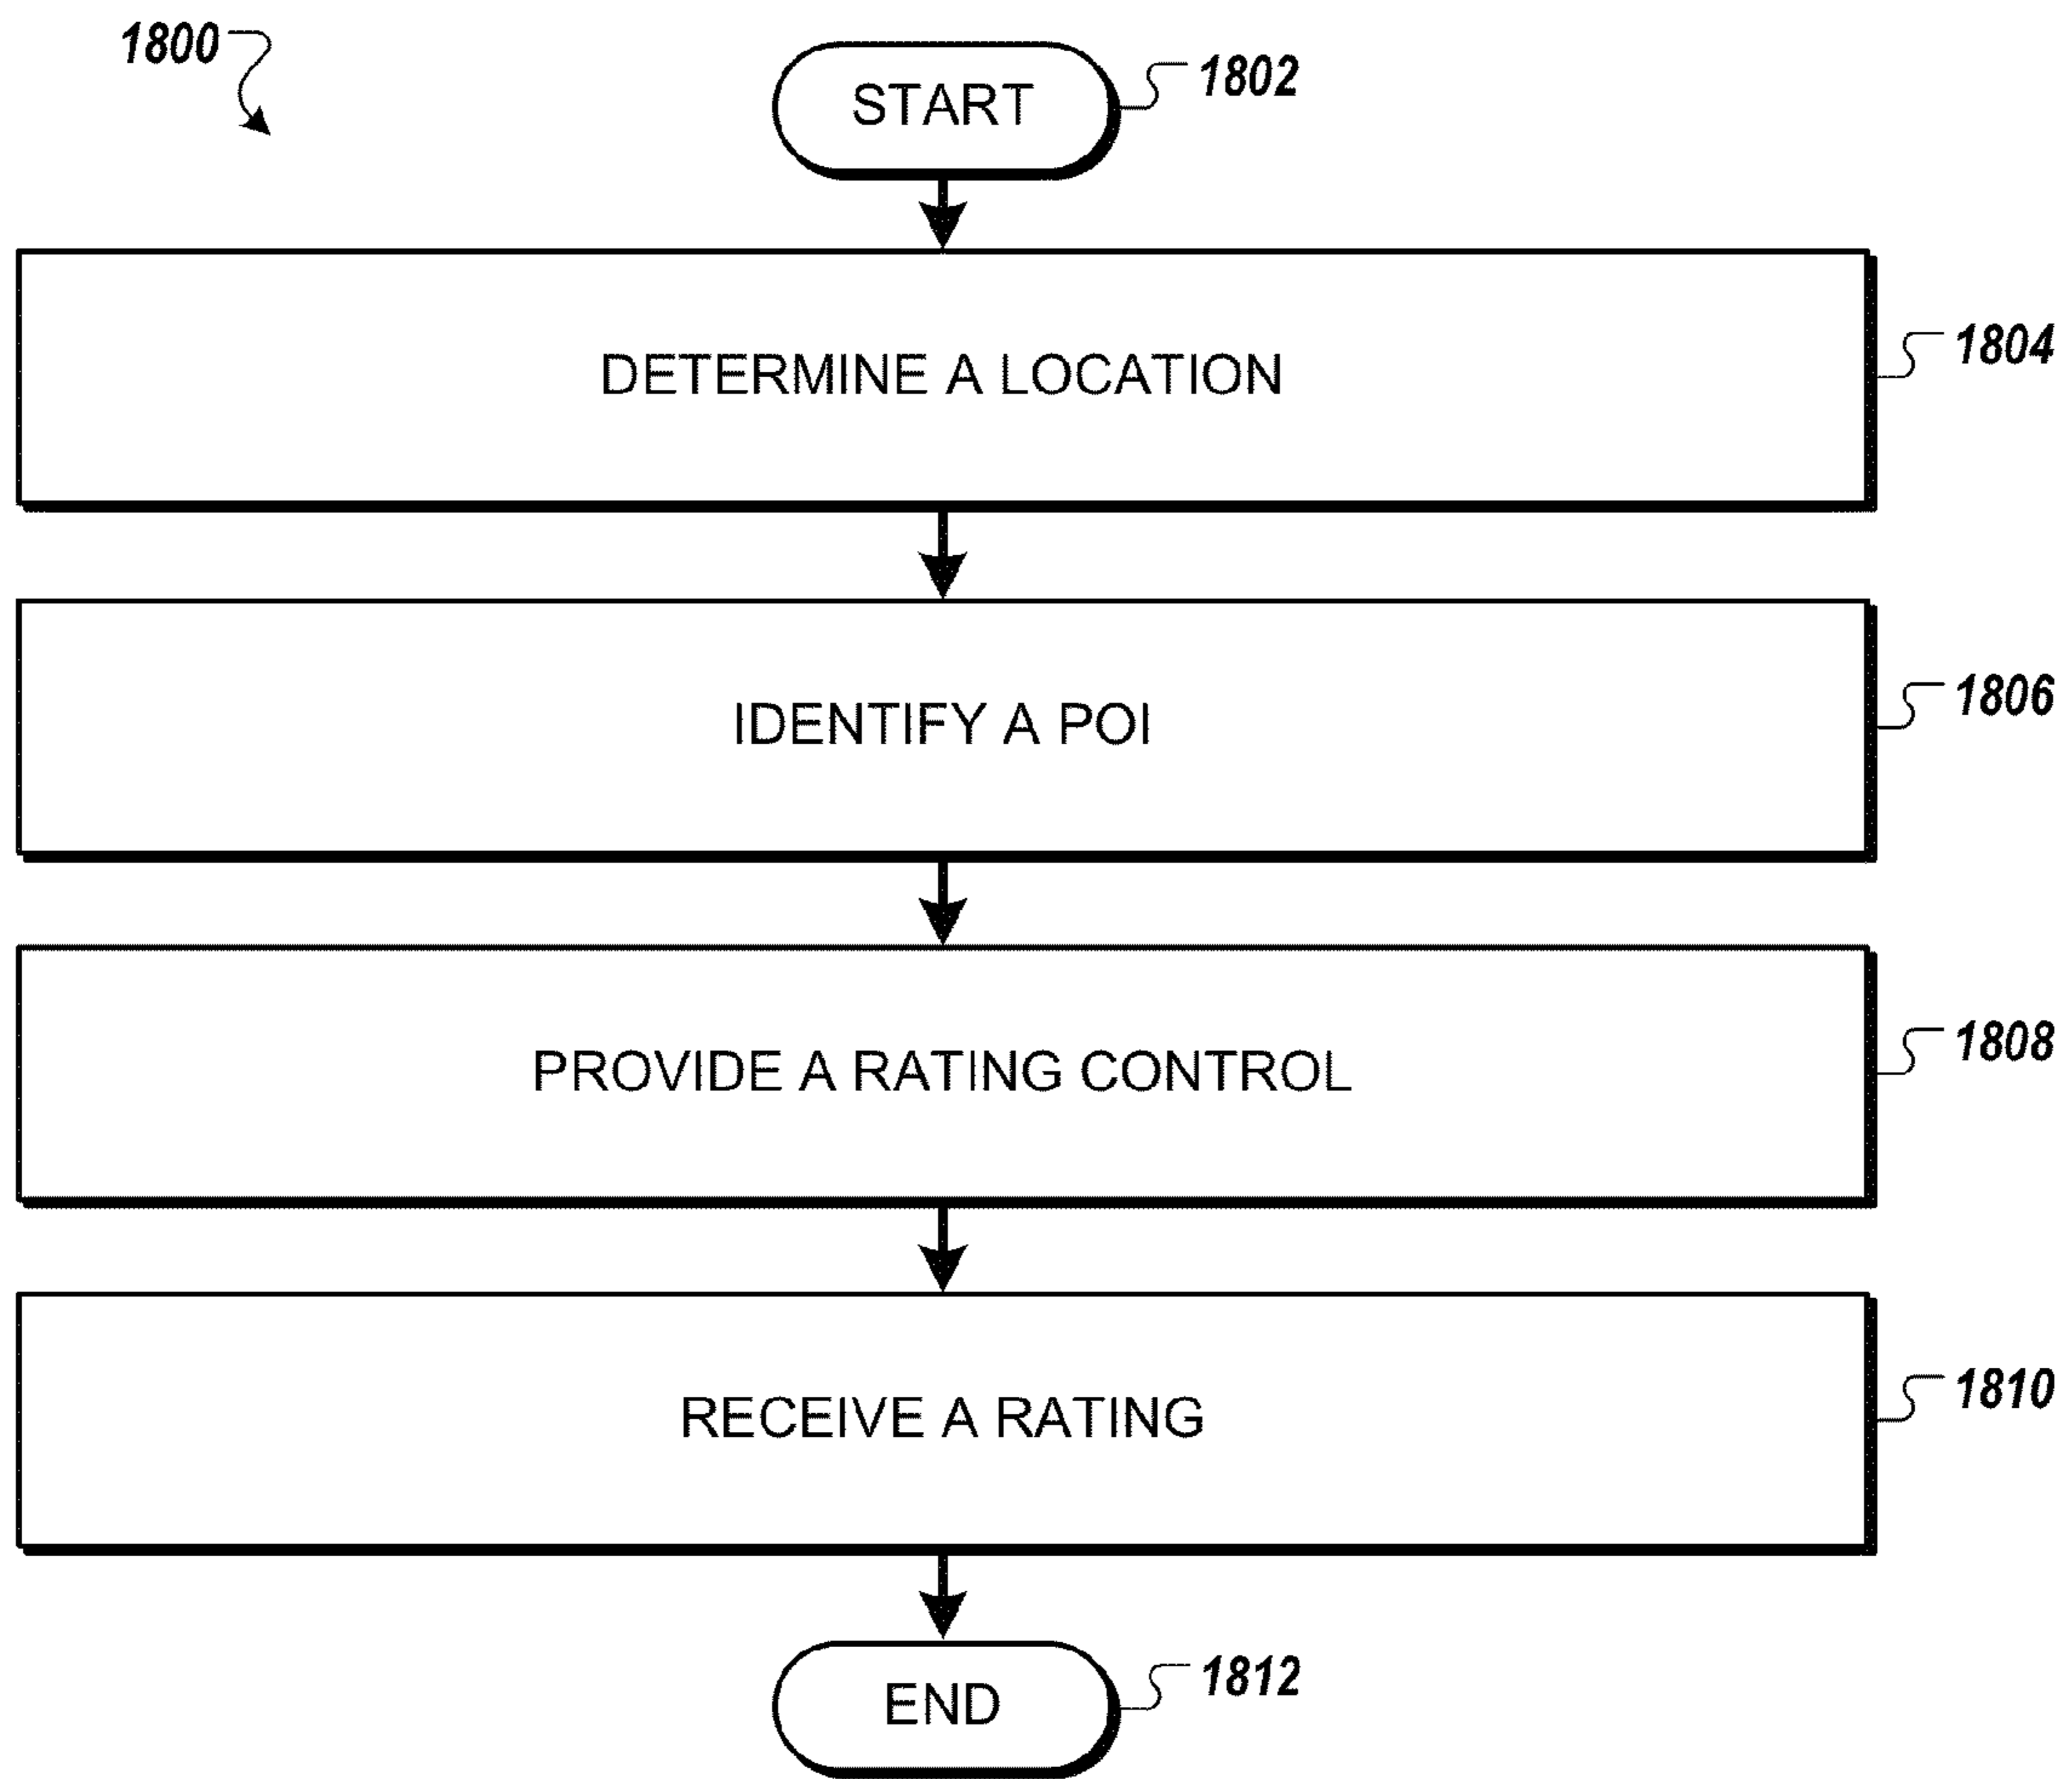 1800
START
1802
DETERMINE A LOCATION
1804
IDENTIFY A POI
1806
PROVIDE A RATING CONTROL
1808
RECEIVE A RATING
1810
END
1812